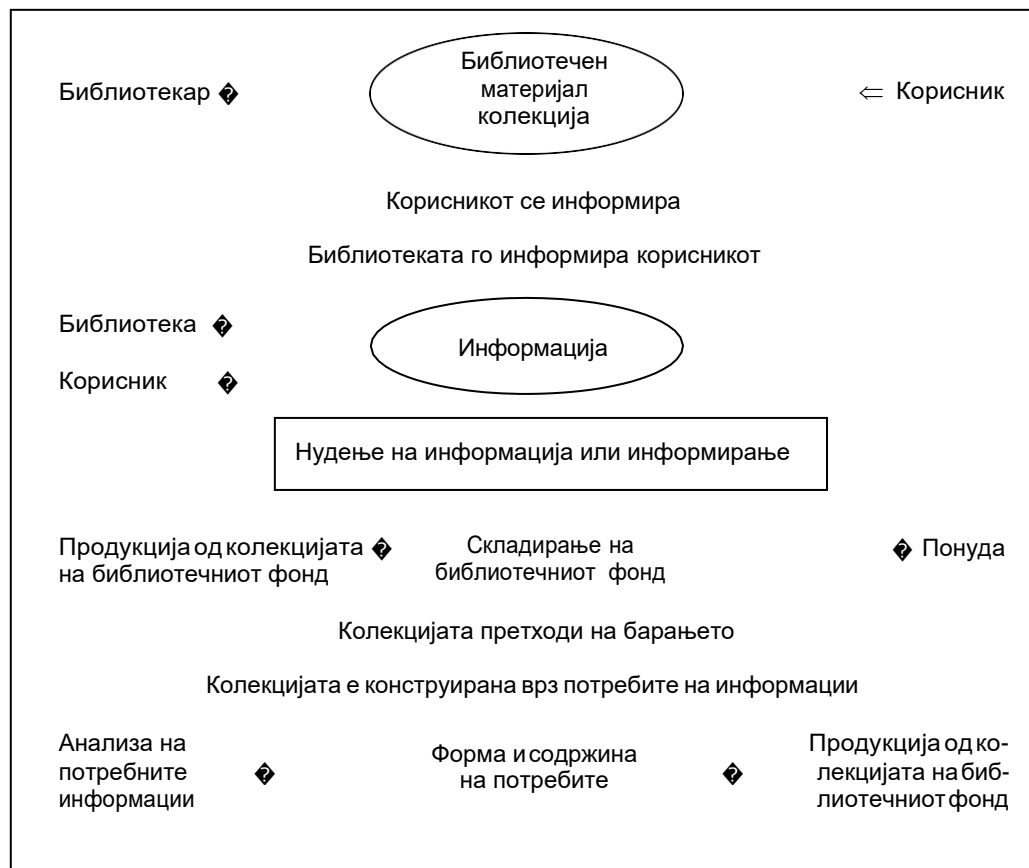 Библиотечен
Библиотекар � материјал ⇐ Корисник
колекција
Корисникот се информира
Библиотеката го информира корисникот
Библиотека �
Информација
Корисник �
Нудење на информација или информирање
Продукција од колекцијата � Складирање на � Понуда
на библиотечниот фонд библиотечниот фонд
Колекцијата претходи на барањето
Колекцијата е конструирана врз потребите на информации
Анализа на
потребните �
информации
Форма и содржина
на потребите �
Продукција од ко-
лекцијата на биб-
лиотечниот фонд